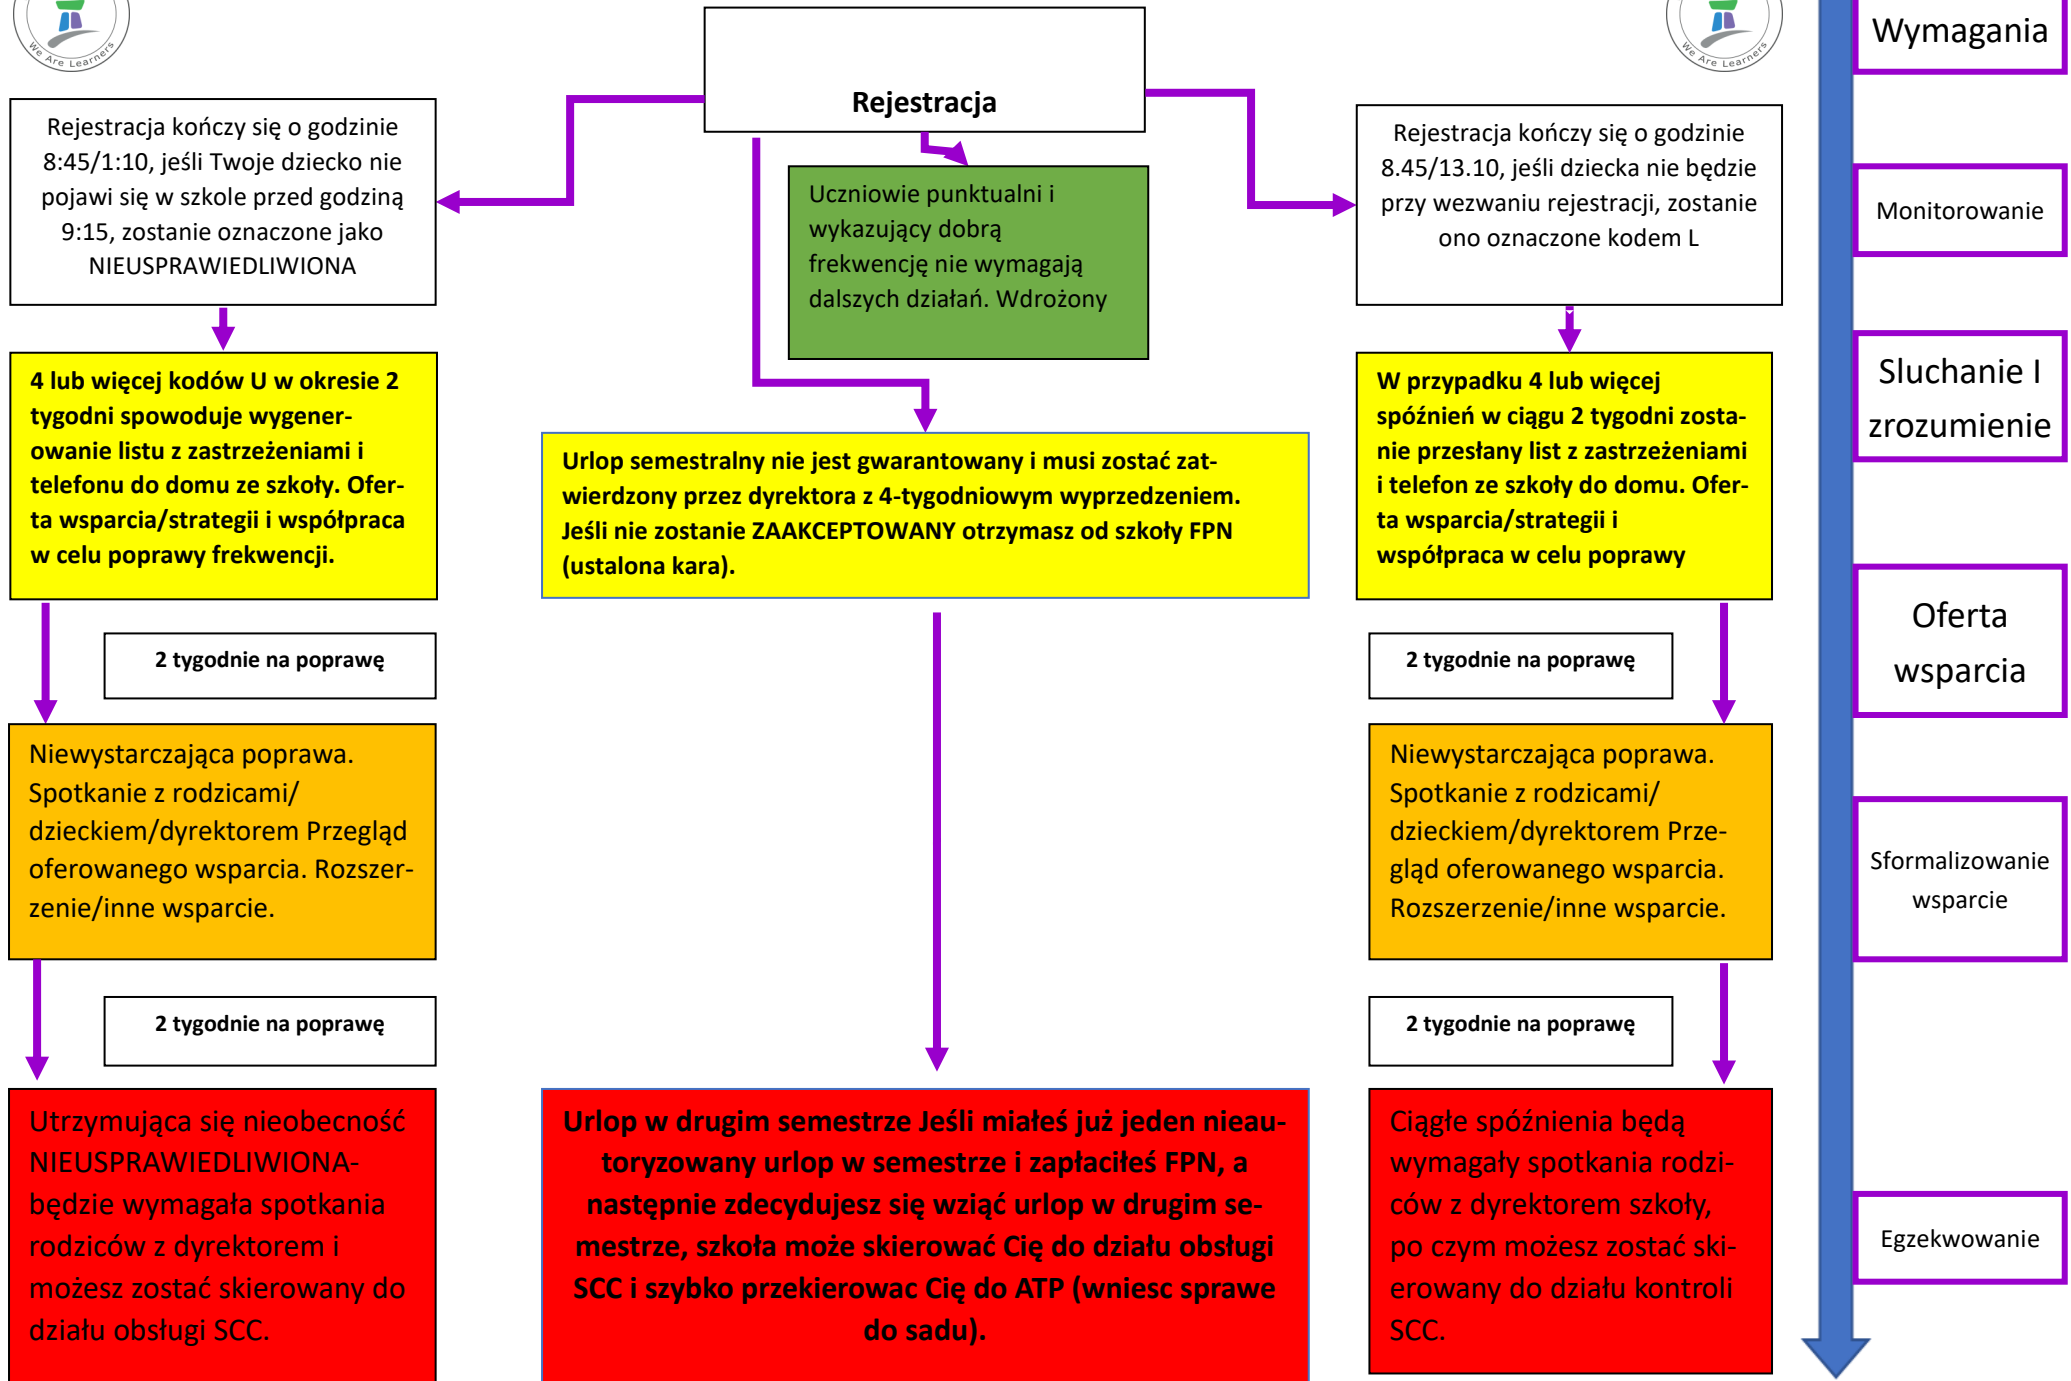 We Are Learners
We Are Learners
Rejestracja
Rejestracja kończy się o godzinie
8:45/1:10, jeśli Twoje dziecko nie
pojawi się w szkole przed godziną
9:15, zostanie oznaczone jako
NIEUSPRAWIEDLIWIONA
Uczniowie punktualni i
wykazujący dobrą
frekwencję nie wymagają
dalszych działań. Wdrożony
Rejestracja kończy się o godzinie
8.45/13.10, jeśli dziecka nie będzie
przy wezwaniu rejestracji, zostanie
ono oznaczone kodem L
4 lub więcej kodów U w okresie 2
tygodni spowoduje wygener-
owanie listu z zastrzeżeniami i
telefonu do domu ze szkoły. Ofer-
ta wsparcia/strategii i współpraca
w celu poprawy frekwencji.
Urlop semestralny nie jest gwarantowany i musi zostać zat-
wierdzony przez dyrektora z 4-tygodniowym wyprzedzeniem.
Jeśli nie zostanie ZAAKCEPTOWANY otrzymasz od szkoły FPN
(ustalona kara).
W przypadku 4 lub więcej
spóźnień w ciągu 2 tygodni zosta-
nie przesłany list z zastrzeżeniami
i telefon ze szkoły do domu. Ofer-
ta wsparcia/strategii i
współpraca w celu poprawy
2 tygodnie na poprawę
2 tygodnie na poprawę
Niewystarczająca poprawa.
Spotkanie z rodzicami/
dzieckiem/dyrektorem Przegląd
oferowanego wsparcia. Rozszer-
zenie/inne wsparcie.
Niewystarczająca poprawa.
Spotkanie z rodzicami/
dzieckiem/dyrektorem Prze-
gląd oferowanego wsparcia.
Rozszerzenie/inne wsparcie.
2 tygodnie na poprawę
2 tygodnie na poprawę
Utrzymująca się nieobecność
NIEUSPRAWIEDLIWIONA-
będzie wymagała spotkania
rodziców z dyrektorem i
możesz zostać skierowany do
działu obsługi SCC.
Urlop w drugim semestrze Jeśli miałeś już jeden nieau-
toryzowany urlop w semestrze i zapłaciłeś FPN, a
następnie zdecydujesz się wziąć urlop w drugim se-
mestrze, szkoła może skierować Cię do działu obsługi
SCC i szybko przekierowac Cię do ATP (wniesc sprawe
do sadu).
Ciągłe spóźnienia będą
wymagały spotkania rodzi-
ców z dyrektorem szkoły,
po czym możesz zostać ski-
erowany do działu kontroli
SCC.
Wymagania
Monitorowanie
Sluchanie I
zrozumienie
Oferta
wsparcia
Sformalizowanie
wsparcie
Egzekwowanie